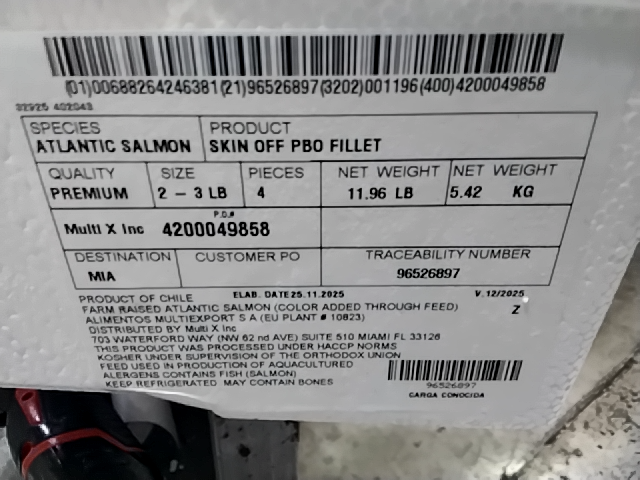 (01)00688264246381(21)96526897(3202)001196(400)4200049858
32925 402043
SPECIES PRODUCT
ATLANTIC SALMON SKIN OFF PBO FILLET
QUALITY SIZE PIECES NET WEIGHT NET WEIGHT
PREMIUM 2 - 3 LB 4 11.96 LB 5.42 KG
P.O.#
Multi X Inc 4200049858
DESTINATION CUSTOMER PO TRACEABILITY NUMBER
MIA 96526897
PRODUCT OF CHILE ELAB. DATE 25.11.2025 V.12/2025
FARM RAISED ATLANTIC SALMON (COLOR ADDED THROUGH FEED) Z
ALIMENTOS MULTIEXPORT S A (EU PLANT # 10823)
DISTRIBUTED BY Multi X Inc
703 WATERFORD WAY (NW 62 nd AVE) SUITE 510 MIAMI FL 33126
THIS PRODUCT WAS PROCESSED UNDER HACCP NORMS
KOSHER UNDER SUPERVISION OF THE ORTHODOX UNION
FEED USED IN PRODUCTION OF AQUACULTURED
ALERGENS CONTAINS FISH (SALMON)
KEEP REFRIGERATED MAY CONTAIN BONES
96526897
CARGA CONOCIDA